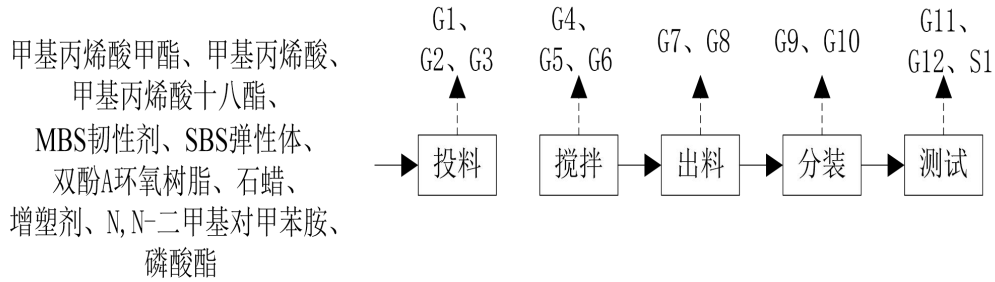 甲基丙烯酸甲酯、甲基丙烯酸、
甲基丙烯酸十八酯、
MBS韧性剂、SBS弹性体、
双酚A环氧树脂、石蜡、
增塑剂、N,N-二甲基对甲苯胺、
磷酸酯
G1、
G2、G3
投料
G4、
G5、G6
搅拌
G7、G8
出料
G9、G10
分装
G11、
G12、S1
测试